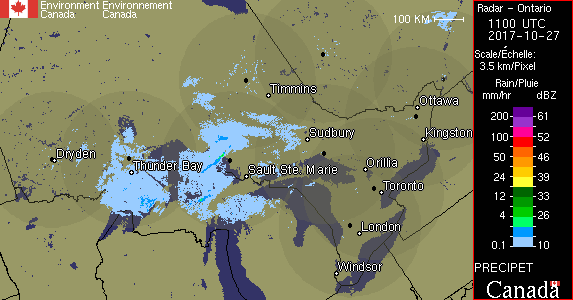 Environment Environnement
Canada Canada
100 KM
Timmins
Ottawa
Sudbury
Kingston
Dryden
Thunder Bay
Sault Ste. Marie
Orillia
Toronto
London
Windsor
Radar - Ontario
1100 UTC
2017-10-27
Scale/Échelle:
3.5 km/Pixel
Rain/Pluie
mm/hr dBZ
200 61
100 52
50 46
24 39
12 33
4 26
0.1 10
PRECIPET
Canada